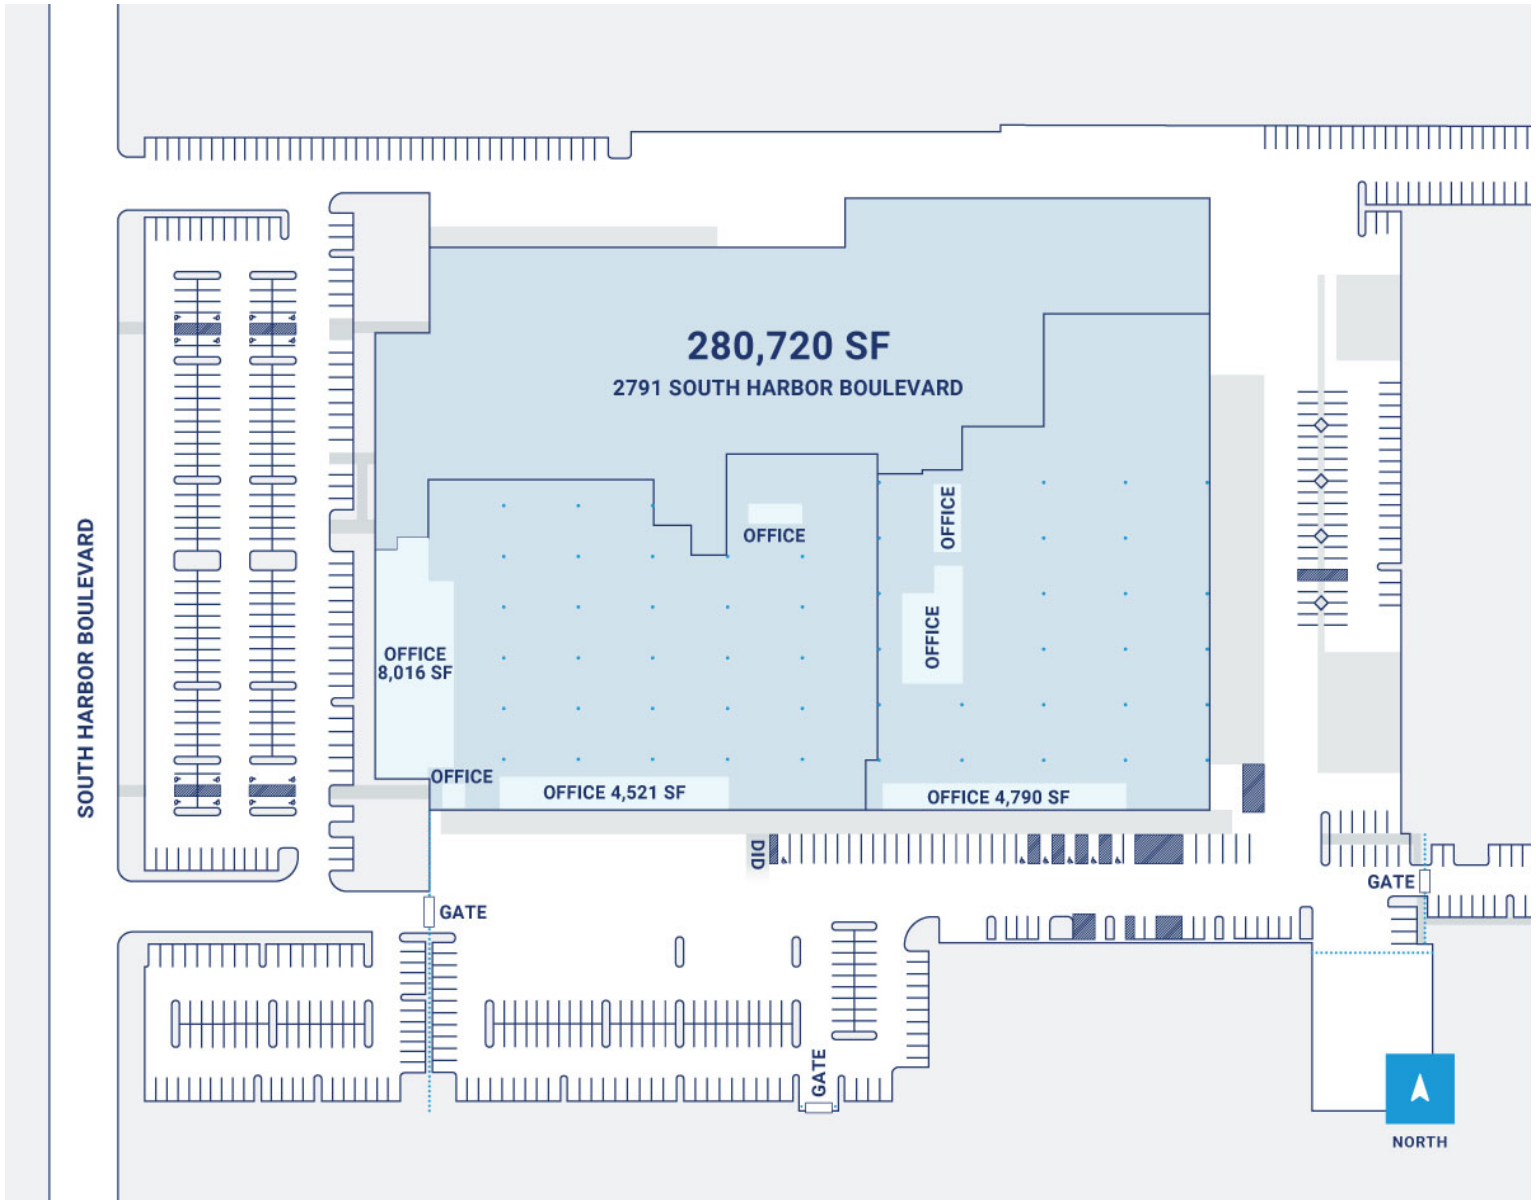 280,720 SF
2791 SOUTH HARBOR BOULEVARD
OFFICE
OFFICE
OFFICE
OFFICE
8,016 SF
OFFICE
OFFICE 4,521 SF
OFFICE 4,790 SF
SOUTH HARBOR BOULEVARD
DID
GATE
GATE
GATE
NORTH